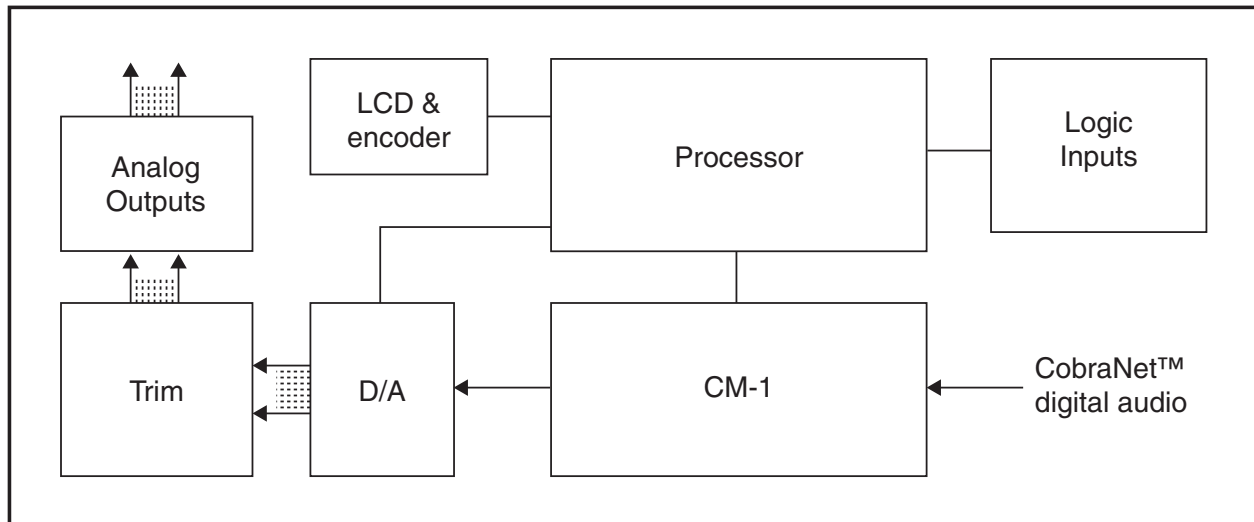 LCD &
encoder
Processor
Logic
Inputs
Analog
Outputs
Trim
D/A
CM-1
CobraNet™
digital audio